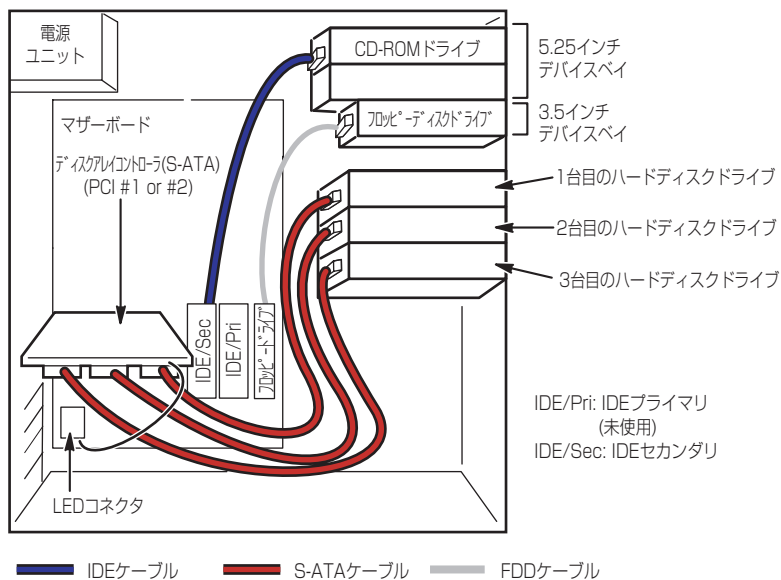 電源
ユニット
CD-ROMドライブ
5.25インチ
デバイスベイ
フロッピーディスクドライブ
3.5インチ
デバイスベイ
マザーボード
ディスクアレイコントローラ(S-ATA)
(PCI #1 or #2)
1台目のハードディスクドライブ
2台目のハードディスクドライブ
3台目のハードディスクドライブ
IDE/Sec
IDE/Pri
フロッピードライブ
IDE/Pri: IDEプライマリ
(未使用)
IDE/Sec: IDEセカンダリ
LEDコネクタ
IDEケーブル
S-ATAケーブル
FDDケーブル